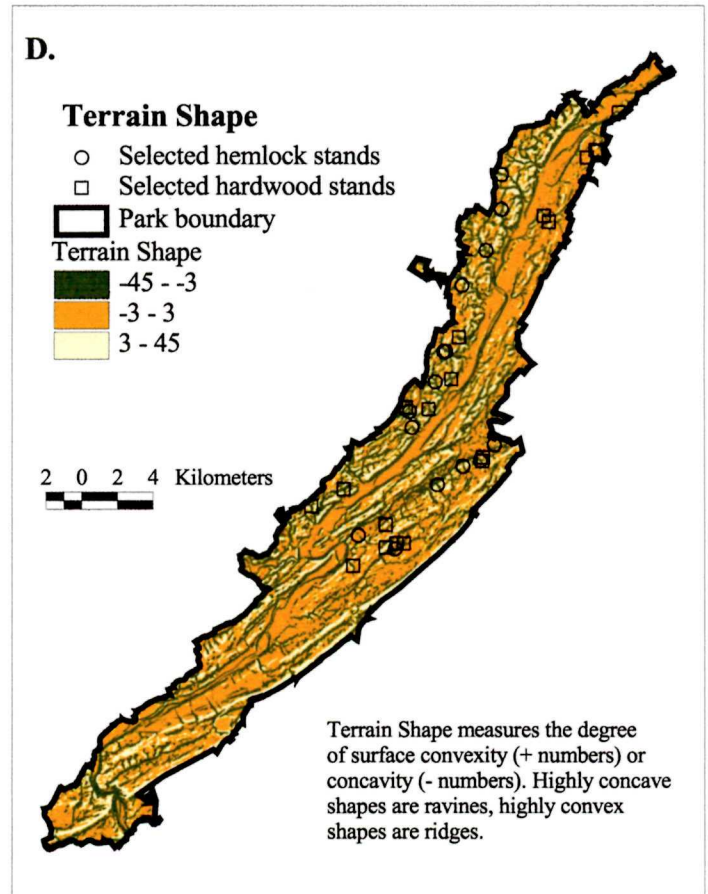 D.
Terrain Shape
Selected hemlock stands
Selected hardwood stands
Park boundary
Terrain Shape
-45 - -3
-3 - 3
3 - 45
2 0 2 4 Kilometers
Terrain Shape measures the degree
of surface convexity (+ numbers) or
concavity (- numbers). Highly concave
shapes are ravines, highly convex
shapes are ridges.